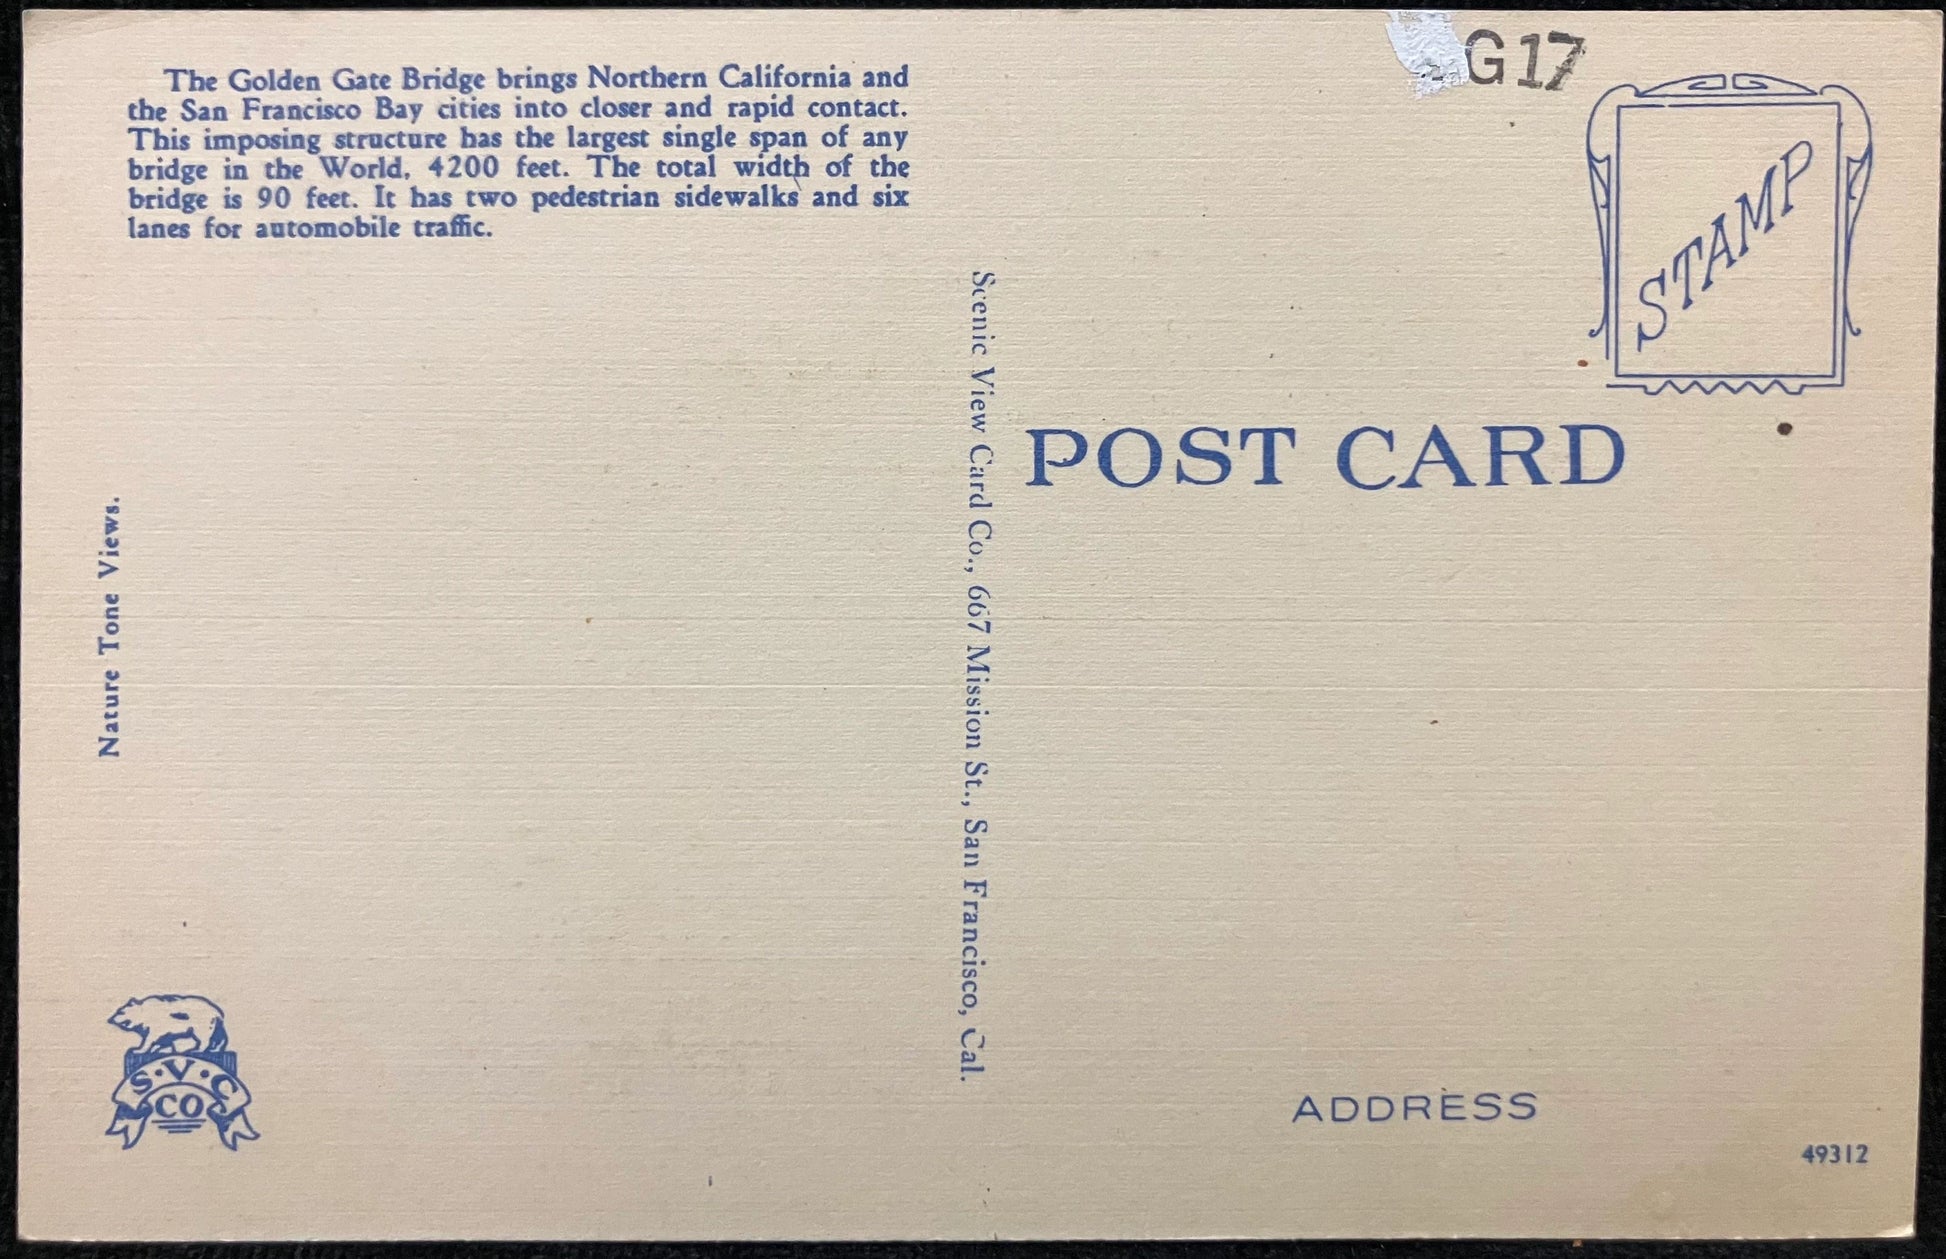 The Golden Gate Bridge brings Northern California and
the San Francisco Bay cities into closer and rapid contact.
This imposing structure has the largest single span of any
bridge in the World, 4200 feet. The total width of the
bridge is 90 feet. It has two pedestrian sidewalks and six
lanes for automobile traffic.
Nature Tone Views.
S·V·C
CO
Scenic View Card Co., 667 Mission St., San Francisco, Cal.
G17
STAMP
POST CARD
ADDRESS
49312